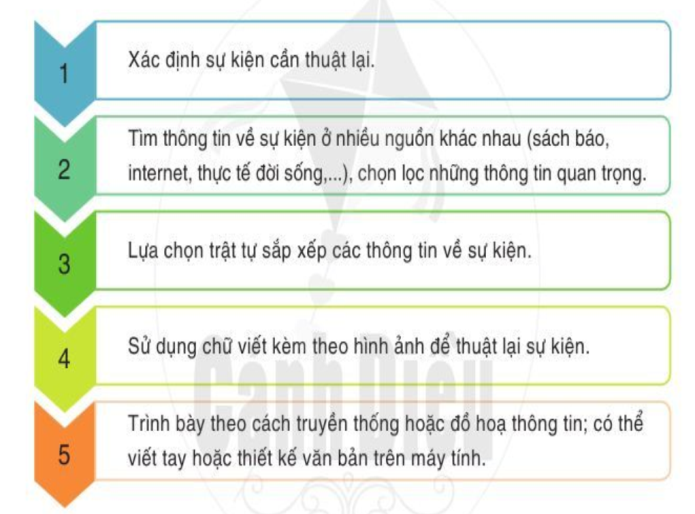 1
Xác định sự kiện cần thuật lại.
2
Tìm thông tin về sự kiện ở nhiều nguồn khác nhau (sách báo,
internet, thực tế đời sống,...), chọn lọc những thông tin quan trọng.
3
Lựa chọn trật tự sắp xếp các thông tin về sự kiện.
4
Sử dụng chữ viết kèm theo hình ảnh để thuật lại sự kiện.
Cánh Diều
5
Trình bày theo cách truyền thống hoặc đồ hoạ thông tin; có thể
viết tay hoặc thiết kế văn bản trên máy tính.